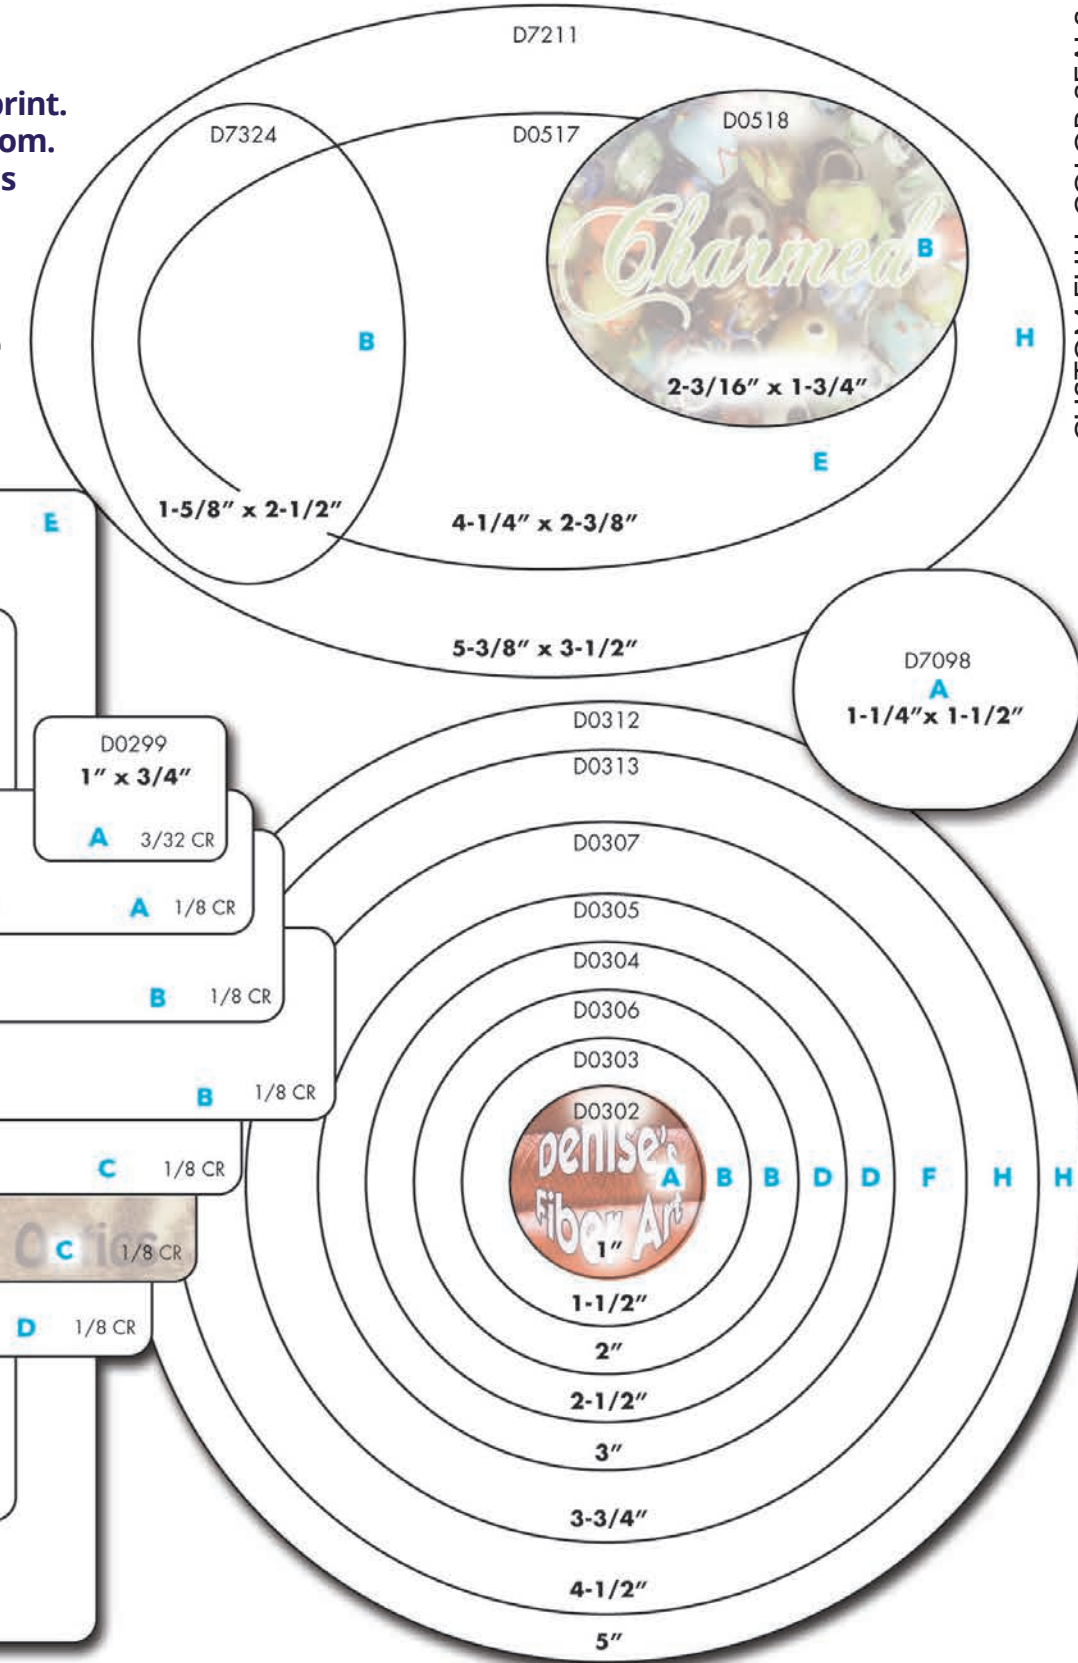 print.
om.
s
D7211
D7324
D0517
D0518
Charmed
B
B
H
2-3/16" x 1-3/4"
E
1-5/8" x 2-1/2"
4-1/4" x 2-3/8"
5-3/8" x 3-1/2"
E
D7098
A
1-1/4"x 1-1/2"
D0299
1" x 3/4"
A 3/32 CR
A 1/8 CR
B 1/8 CR
B 1/8 CR
C 1/8 CR
Optics
C 1/8 CR
D 1/8 CR
D0312
D0313
D0307
D0305
D0304
D0306
D0303
D0302
Denise's
Fiber Art
A B B D D F H H
1"
1-1/2"
2"
2-1/2"
3"
3-3/4"
4-1/2"
5"